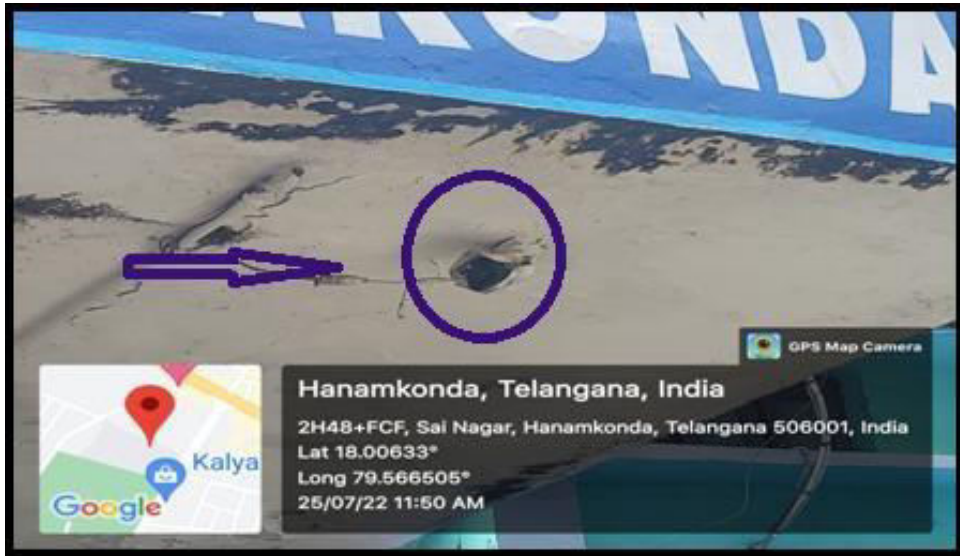 AKONDA
GPS Map Camera
Hanamkonda, Telangana, India
2H48+FCF, Sai Nagar, Hanamkonda, Telangana 506001, India
Lat 18.00633°
Long 79.566505°
25/07/22 11:50 AM
Kalya
Google